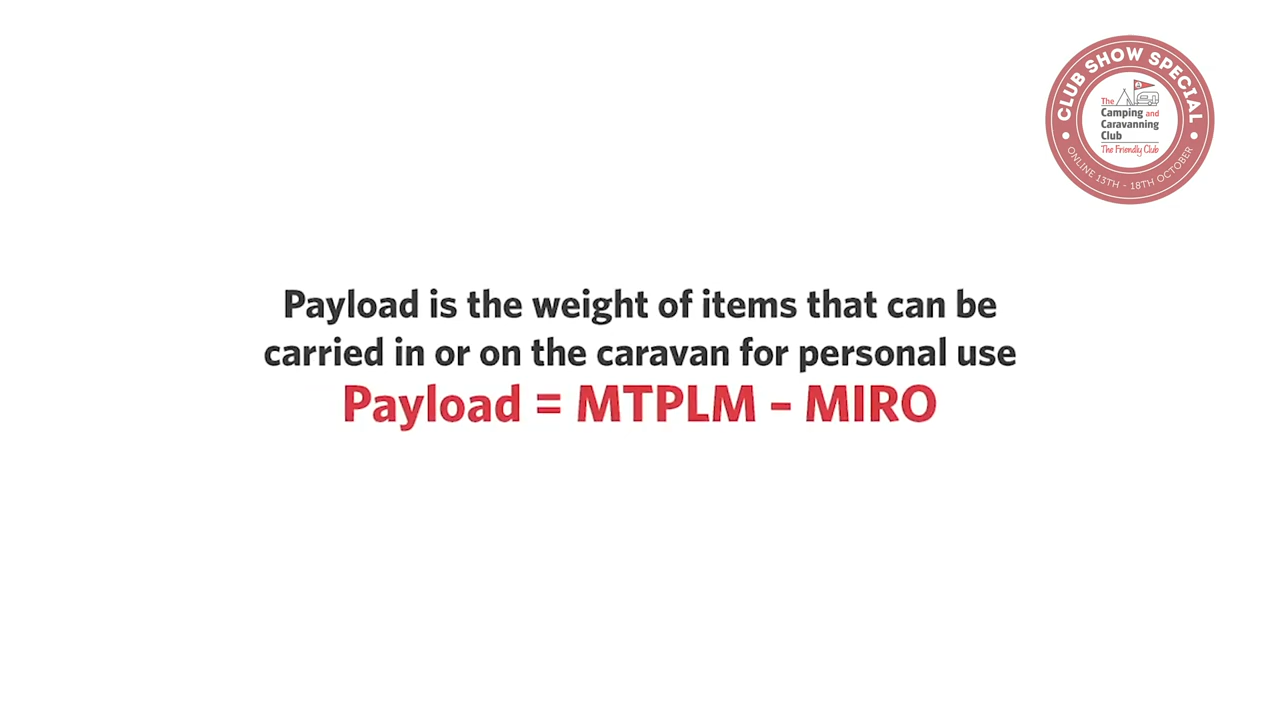 CLUB SHOW SPECIAL
The
Camping and
Caravanning
Club
The Friendly Club
ONLINE 13TH - 18TH OCTOBER
Payload is the weight of items that can be
carried in or on the caravan for personal use
Payload = MTPLM – MIRO